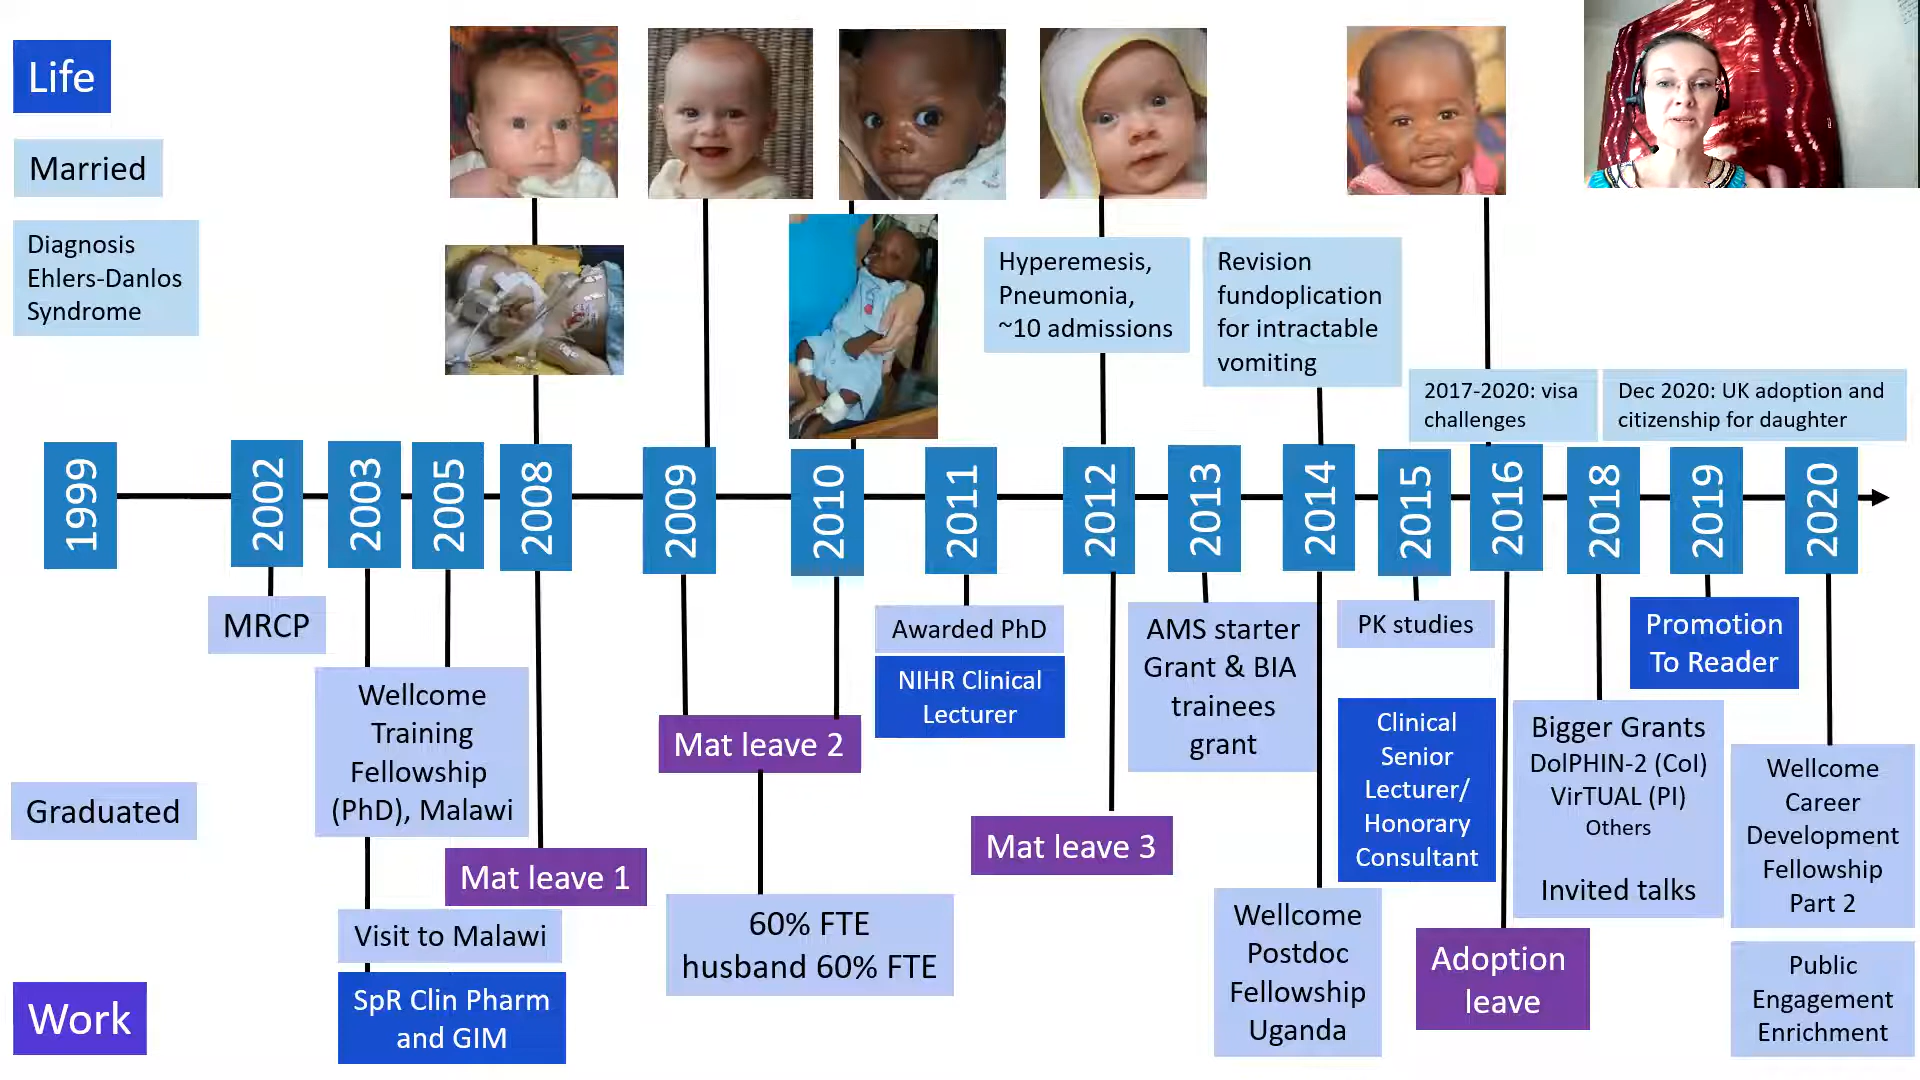 Life
Married
Diagnosis
Ehlers-Danlos
Syndrome
Hyperemesis,
Pneumonia,
~10 admissions
Revision
fundoplication
for intractable
vomiting
2017-2020: visa
challenges
Dec 2020: UK adoption and
citizenship for daughter
1999
2002
2003
2005
2008
2009
2010
2011
2012
2013
2014
2015
2016
2018
2019
2020
MRCP
Wellcome
Training
Fellowship
(PhD), Malawi
Mat leave 1
Visit to Malawi
SpR Clin Pharm
and GIM
Mat leave 2
60% FTE
husband 60% FTE
Awarded PhD
NIHR Clinical
Lecturer
Mat leave 3
AMS starter
Grant & BIA
trainees
grant
Wellcome
Postdoc
Fellowship
Uganda
PK studies
Clinical
Senior
Lecturer/
Honorary
Consultant
Adoption
leave
Bigger Grants
DolPHIN-2 (CoI)
VirTUAL (PI)
Others
Invited talks
Promotion
To Reader
Wellcome
Career
Development
Fellowship
Part 2
Public
Engagement
Enrichment
Graduated
Work